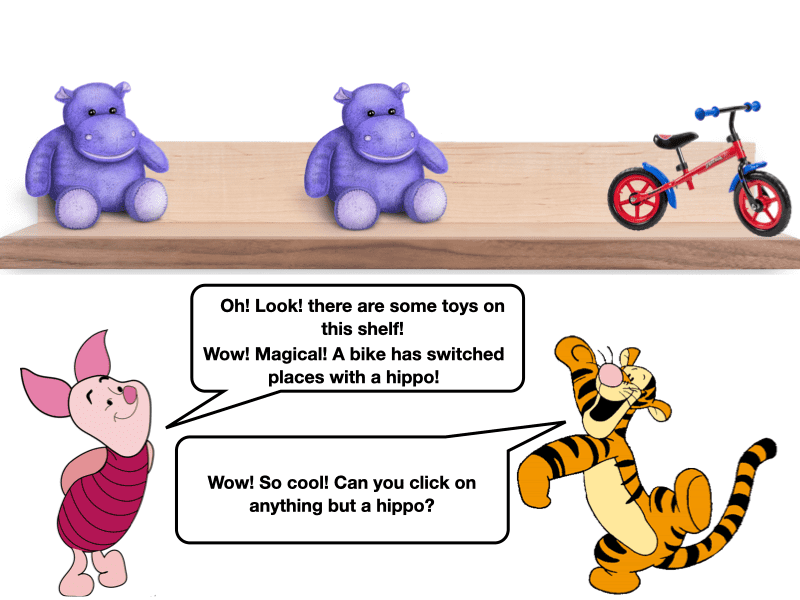 Oh! Look! there are some toys on
this shelf!
Wow! Magical! A bike has switched
places with a hippo!
Wow! So cool! Can you click on
anything but a hippo?